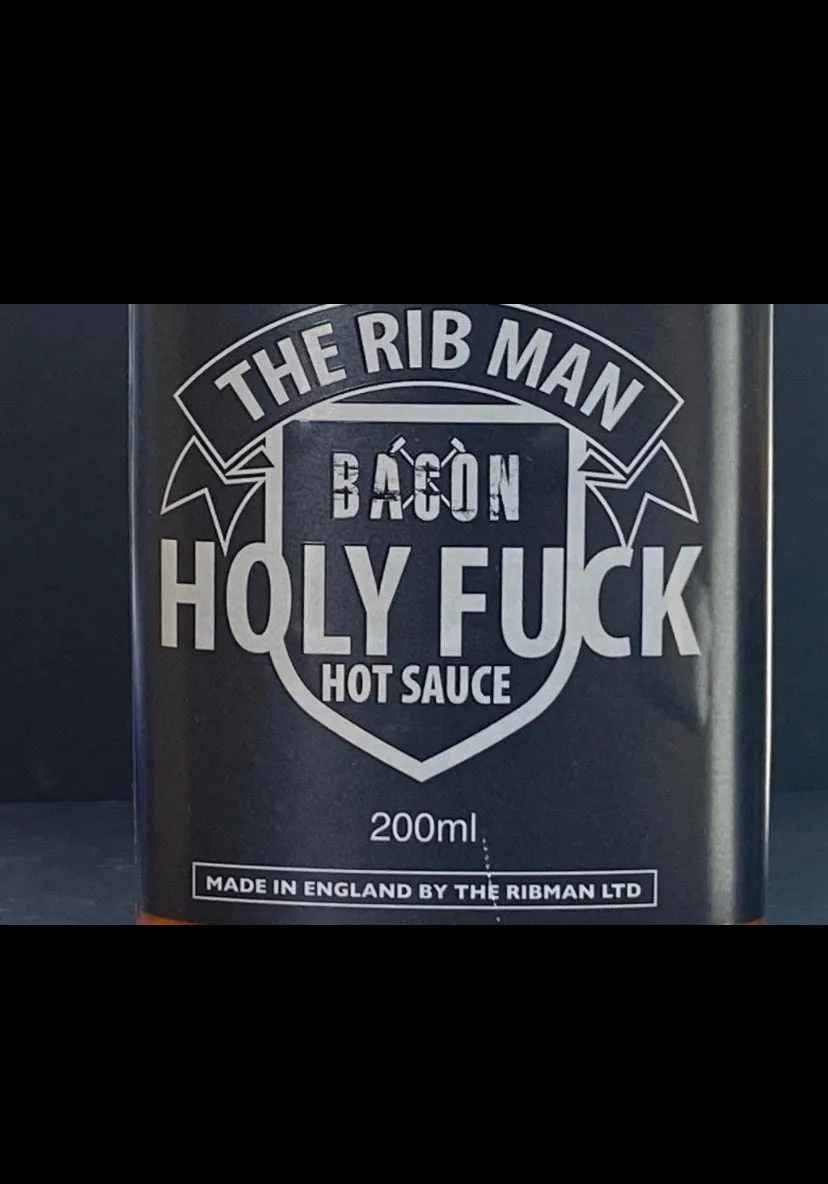 THE RIB MAN
BACON
HOLY FUCK
HOT SAUCE
200ml
MADE IN ENGLAND BY THE RIBMAN LTD